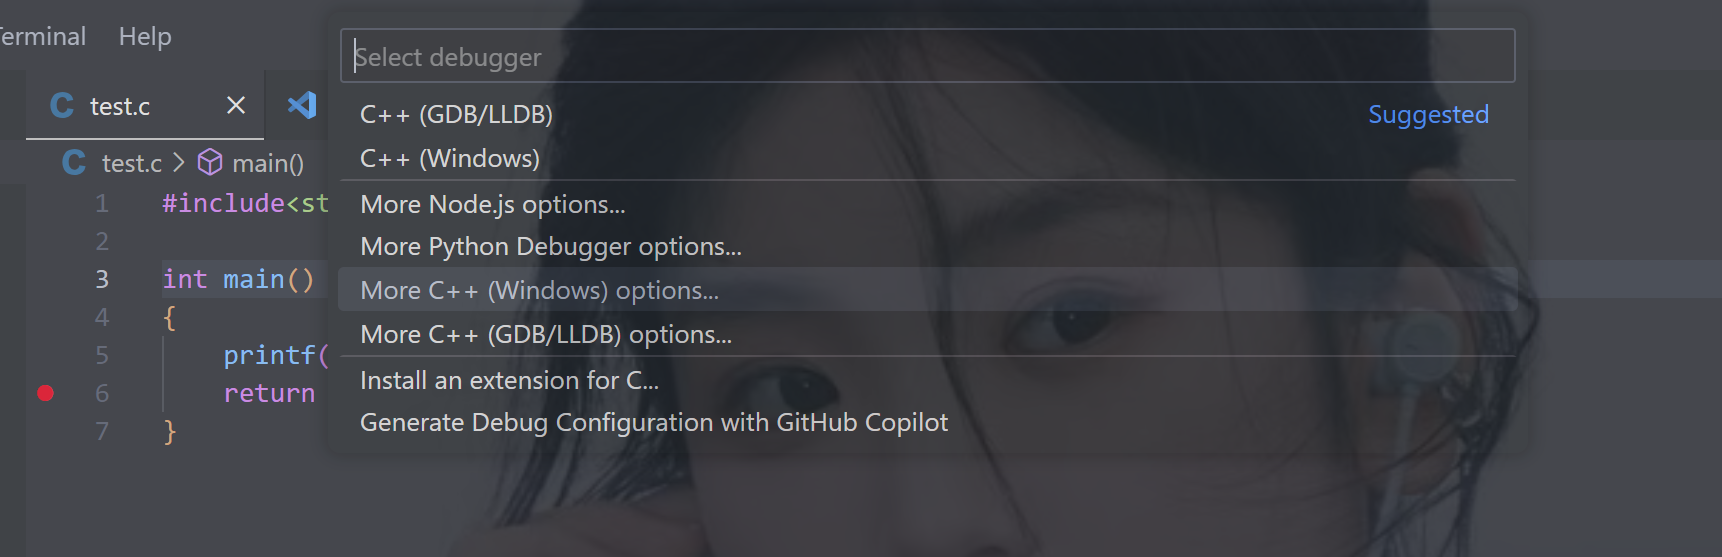 Terminal Help
Select debugger
C++ (GDB/LLDB) Suggested
C++ (Windows)
More Node.js options...
More Python Debugger options...
More C++ (Windows) options...
More C++ (GDB/LLDB) options...
Install an extension for C...
Generate Debug Configuration with GitHub Copilot
C test.c
C test.c > main()
1 #include<st
2
3 int main()
4 {
5 printf(
6 return
7 }